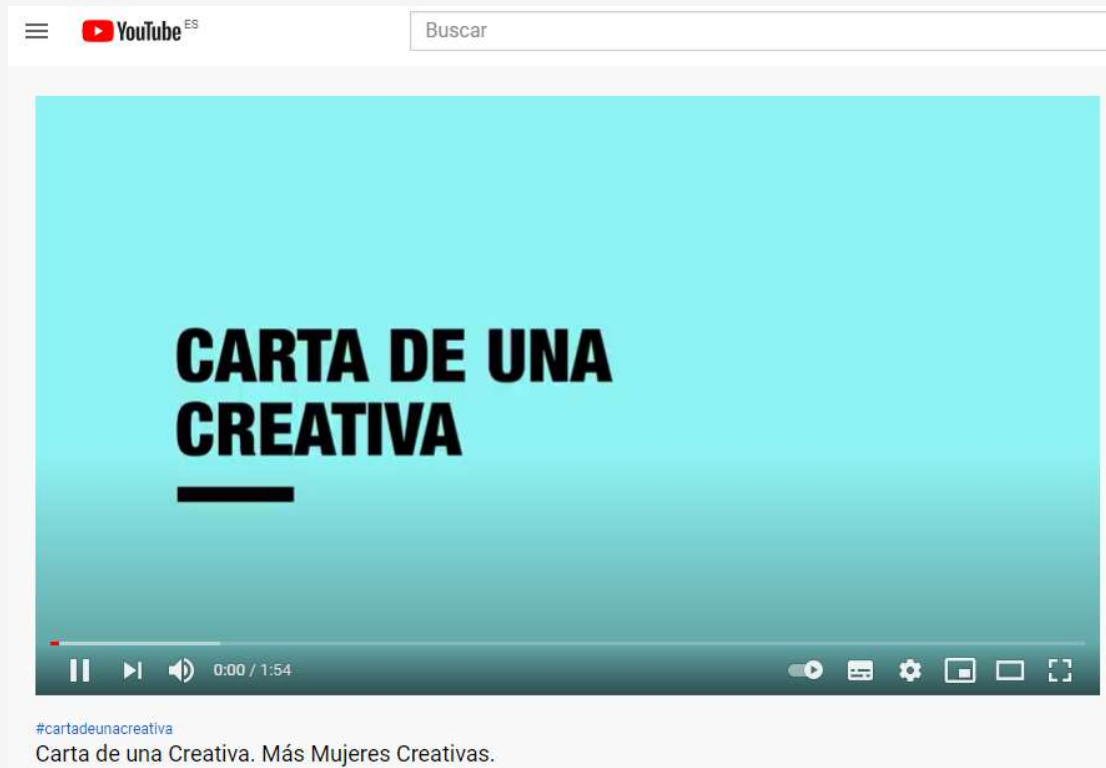 YouTube ES
Buscar
CARTA DE UNA
CREATIVA
0:00 / 1:54
#cartadeunacreativa
Carta de una Creativa. Más Mujeres Creativas.